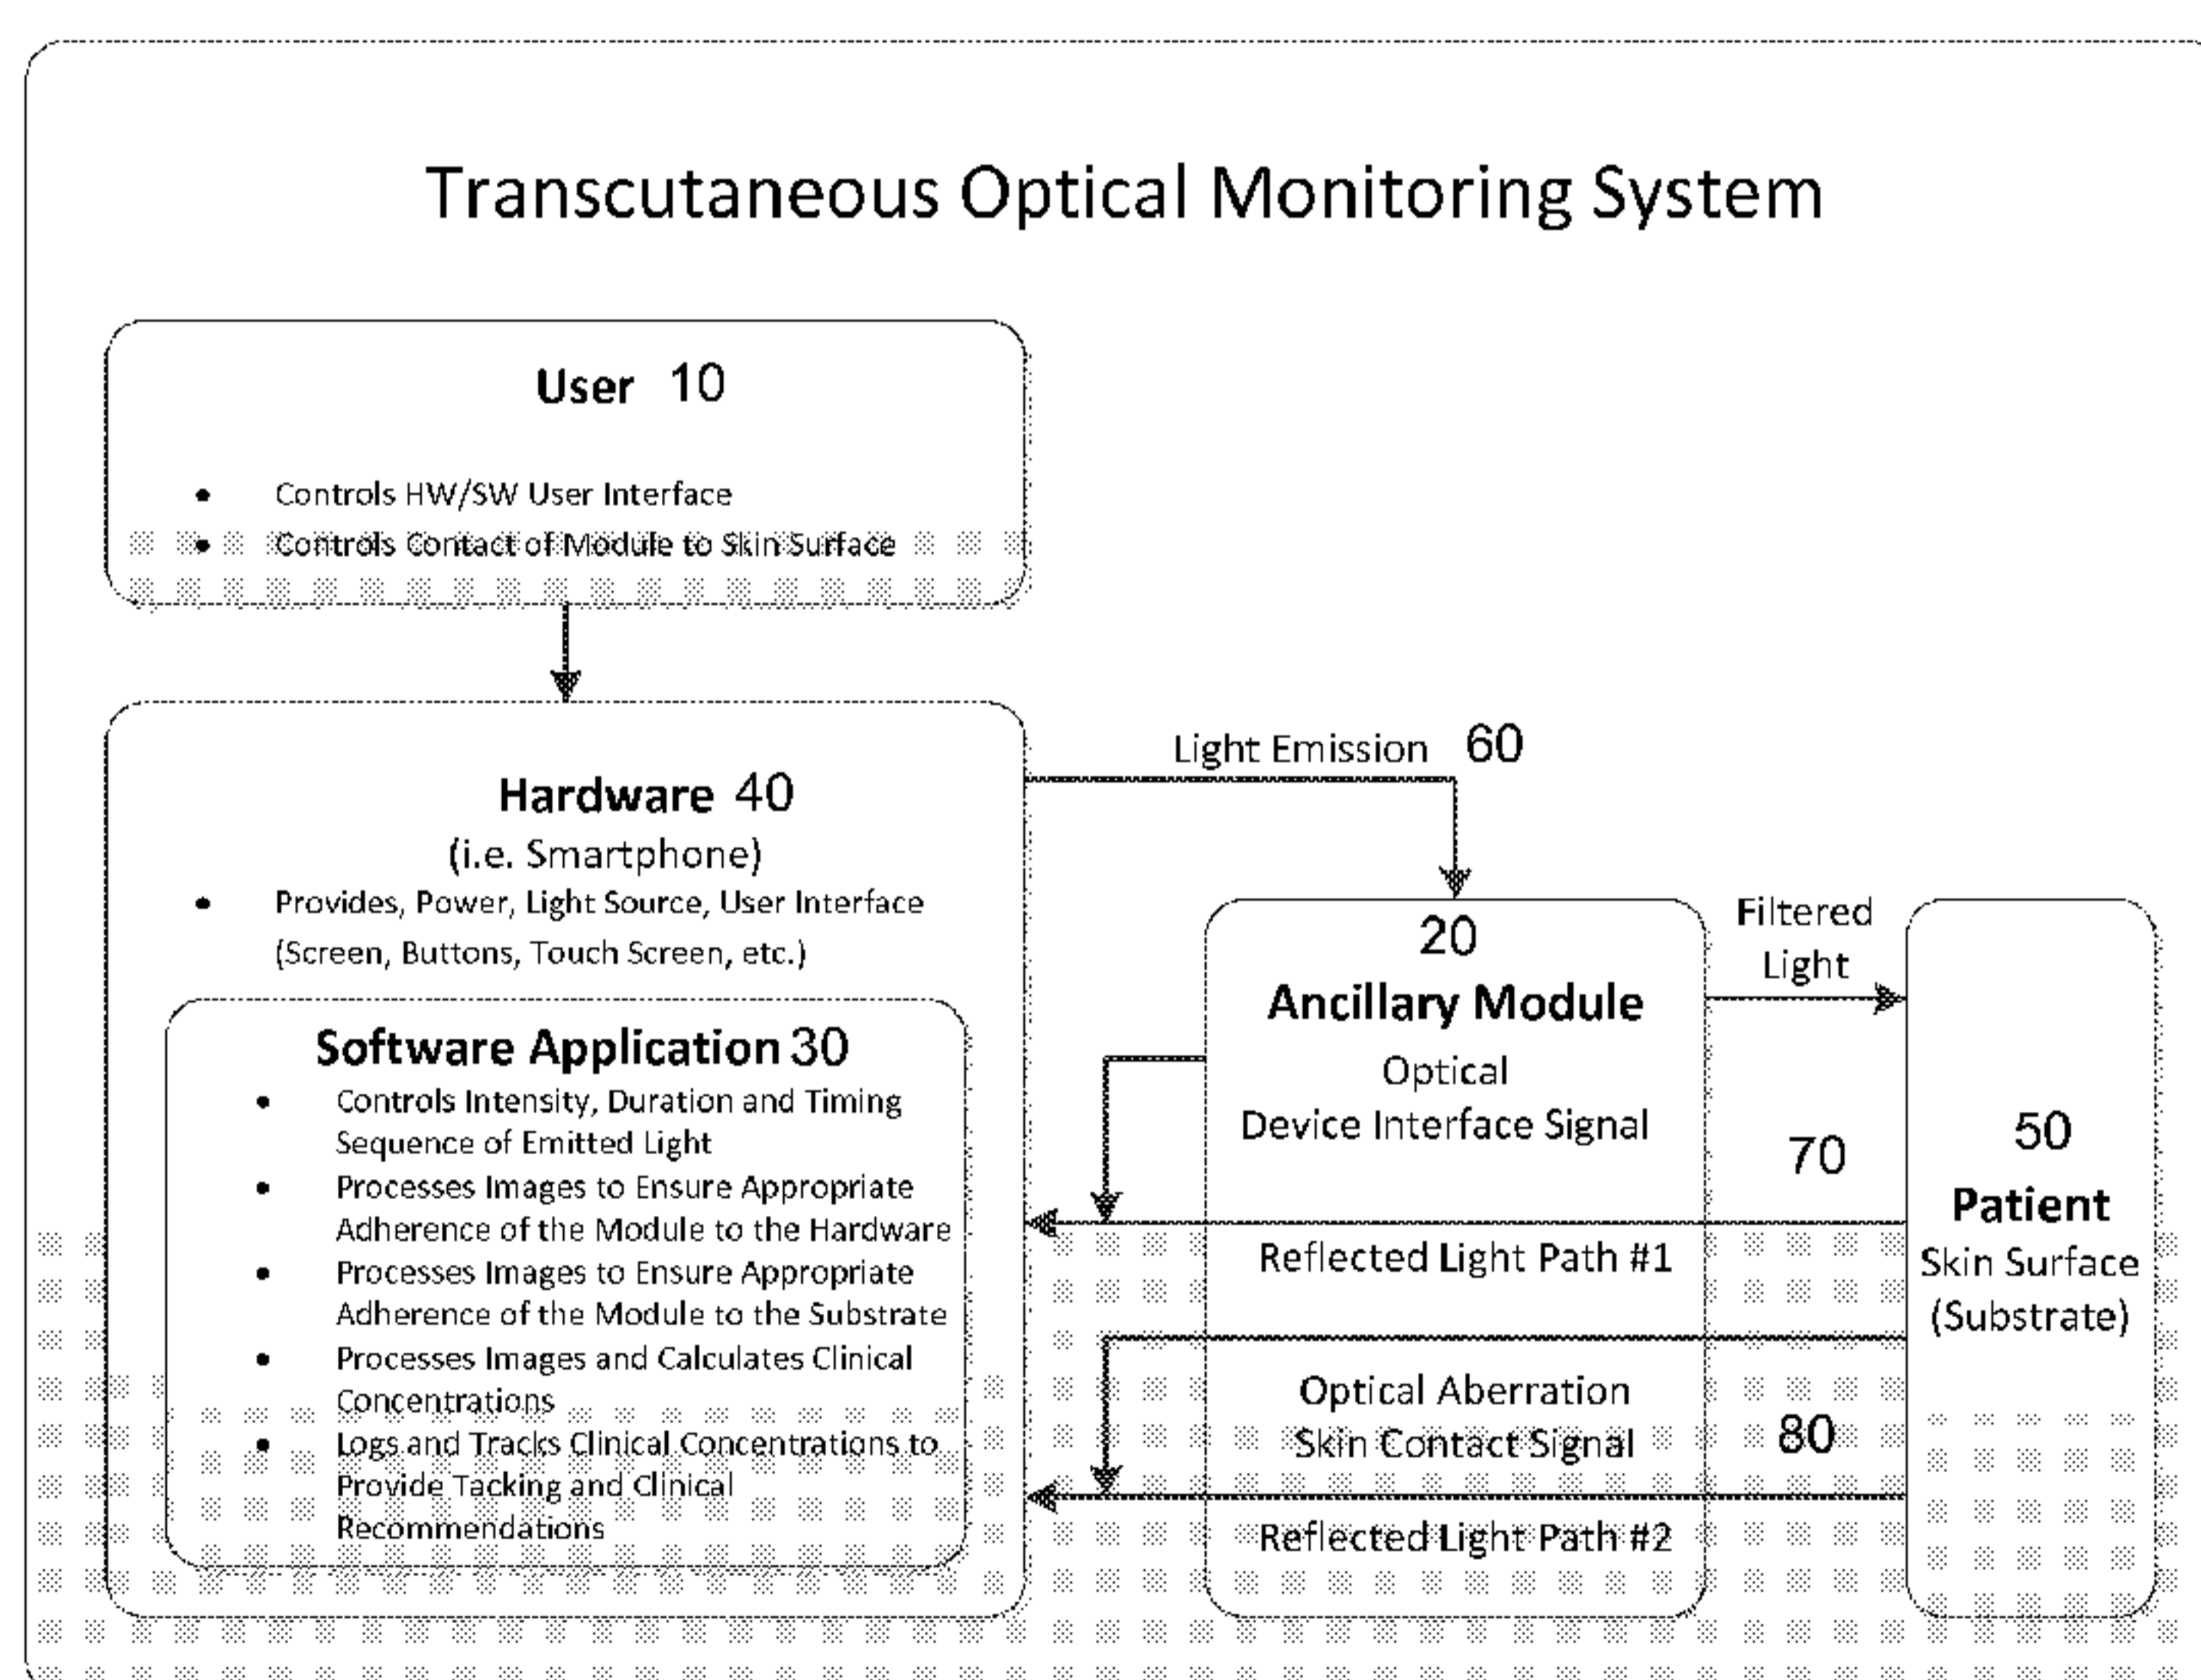 Transcutaneous Optical Monitoring System
User 10
• Controls HW/SW User Interface
• Controls Contact of Module to Skin Surface
Hardware 40
(i.e. Smartphone)
• Provides, Power, Light Source, User Interface
(Screen, Buttons, Touch Screen, etc.)
Software Application 30
• Controls Intensity, Duration and Timing
Sequence of Emitted Light
• Processes Images to Ensure Appropriate
Adherence of the Module to the Hardware
• Processes Images to Ensure Appropriate
Adherence of the Module to the Substrate
• Processes Images and Calculates Clinical
Concentrations
• Logs and Tracks Clinical Concentrations to
Provide Tacking and Clinical
Recommendations
Light Emission 60
20
Ancillary Module
Optical
Device Interface Signal
Reflected Light Path #1
Optical Aberration
Skin Contact Signal
Reflected Light Path #2
Filtered
Light
70
80
50
Patient
Skin Surface
(Substrate)